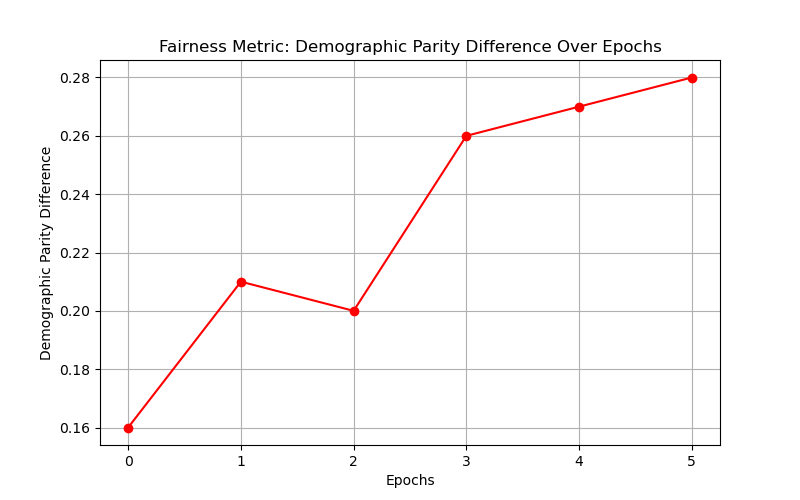 Fairness Metric: Demographic Parity Difference Over Epochs
Demographic Parity Difference
0.28
0.26
0.24
0.22
0.20
0.18
0.16
0 1 2 3 4 5
Epochs